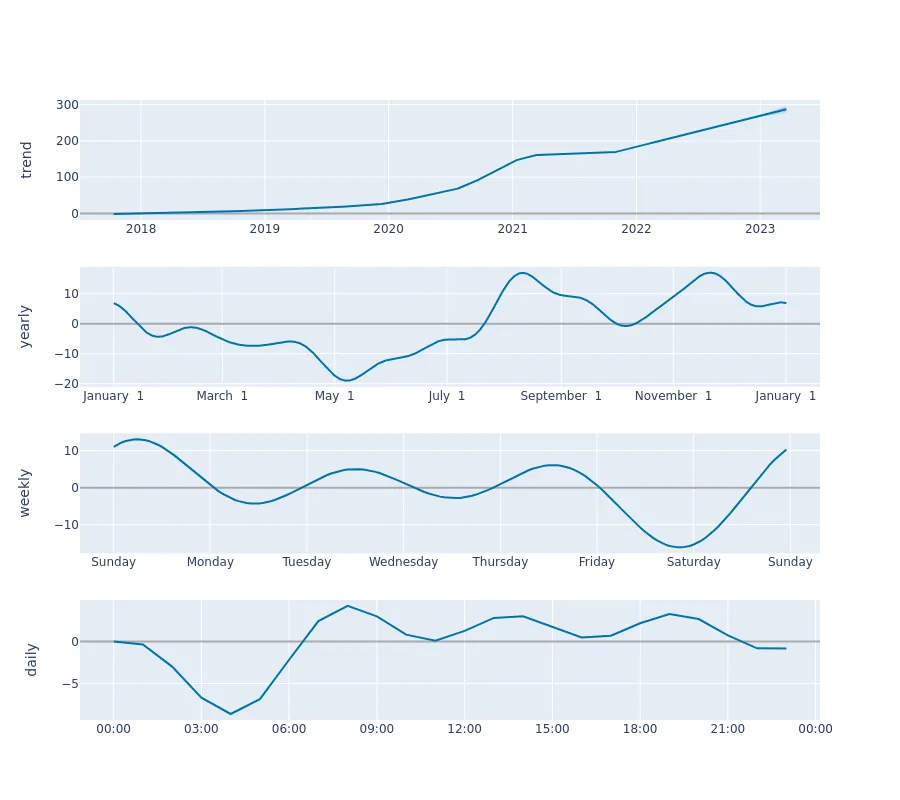 trend
300
200
100
0
2018 2019 2020 2021 2022 2023
yearly
10
0
−10
−20
January 1 March 1 May 1 July 1 September 1 November 1 January 1
weekly
10
0
−10
Sunday Monday Tuesday Wednesday Thursday Friday Saturday Sunday
daily
0
−5
00:00 03:00 06:00 09:00 12:00 15:00 18:00 21:00 00:00